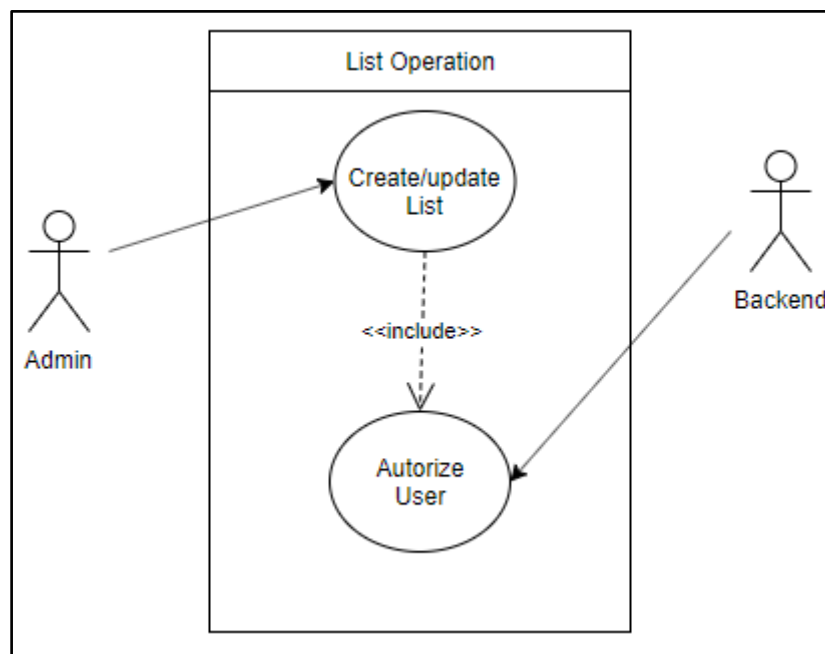 List Operation
Create/update
List
Admin
Backend
<<include>>
Autorize
User